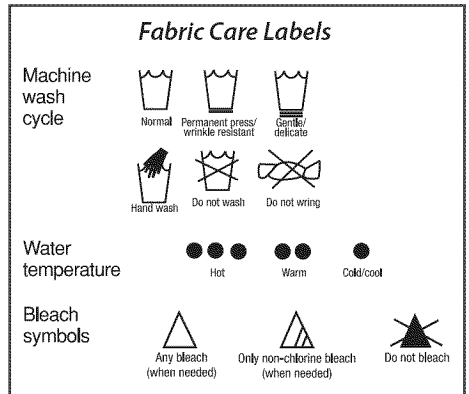 Fabric Care Labels
Machine
wash
cycle
Normal
Permanent press/
wrinkle resistant
Gentle/
delicate
Hand wash
Do not wash
Do not wring
Water
temperature
Hot
Warm
Cold/cool
Bleach
symbols
Any bleach
(when needed)
Only non-chlorine bleach
(when needed)
Do not bleach